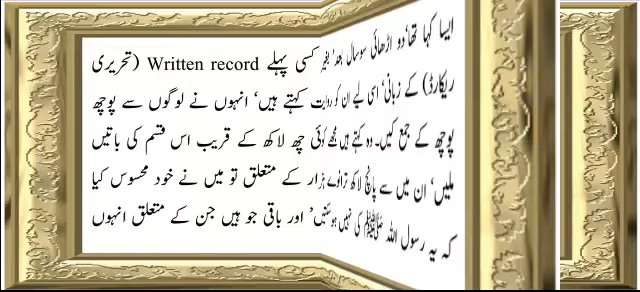 ایسا کہا تھا‘ دو اڑھائی سو سال بعد‘ بغیر کسی پہلے Written record (تحریری
ریکارڈ) کے زبانی‘ اسی لیے ان کو روایت کہتے ہیں‘ انہوں نے لوگوں سے پوچھ
پوچھ کے جمع کیں۔ وہ کہتے ہیں مجھے کوئی چھ لاکھ کے قریب اس قسم کی باتیں
ملیں‘ ان میں سے پانچ لاکھ نوانوے ہزار کے متعلق تو میں نے خود محسوس کیا
کہ یہ رسول اللہ ﷺ کی نہیں ہو سکتیں‘ اور باقی جو ہیں جن کے متعلق انہوں